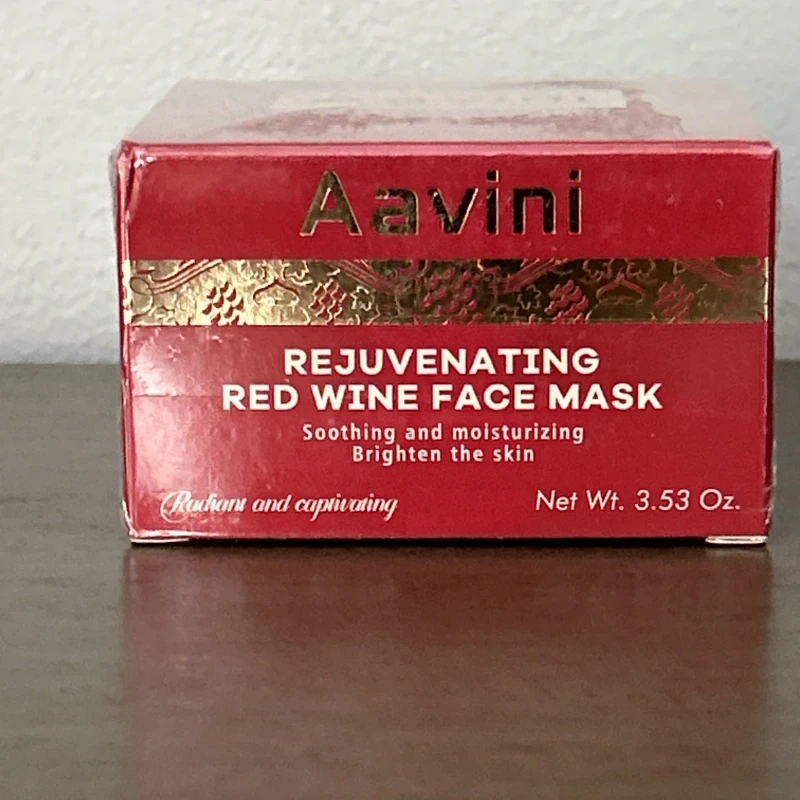 Aavini
REJUVENATING
RED WINE FACE MASK
Soothing and moisturizing
Brighten the skin
Radiant and captivating
Net Wt. 3.53 Oz.